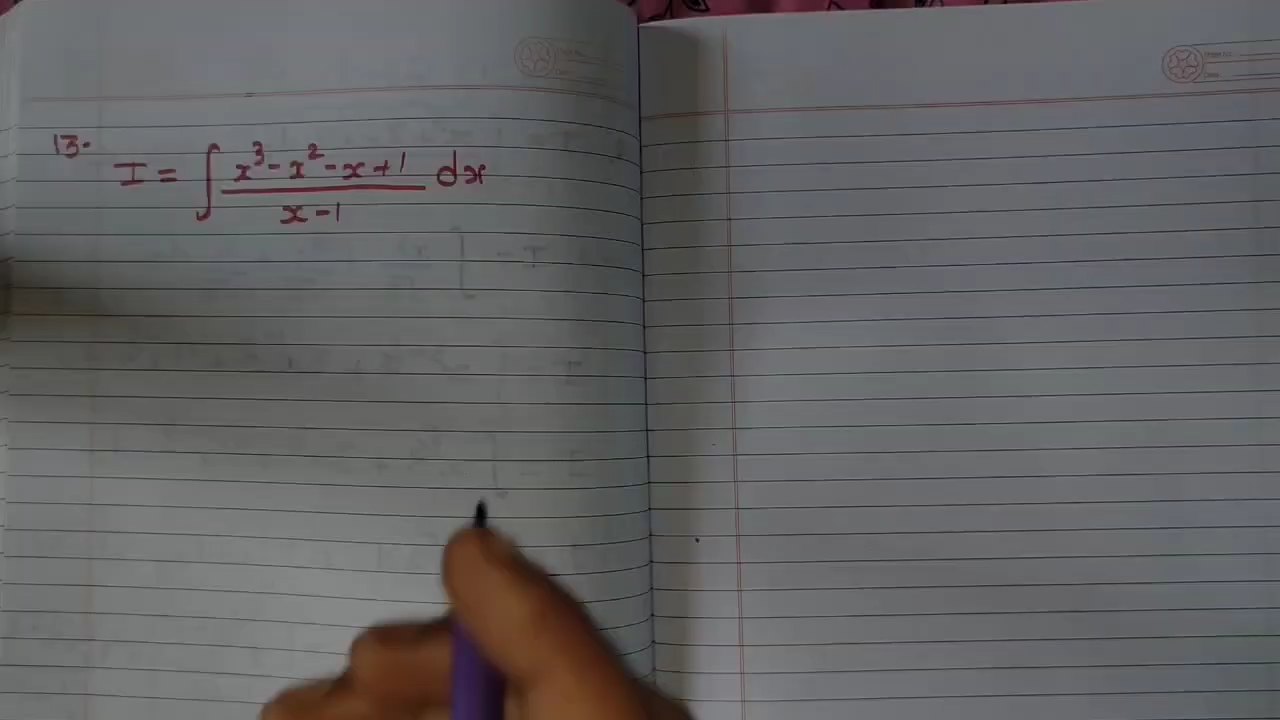 13.
I = ∫ x³ - x² - x + 1 / x - 1 dx